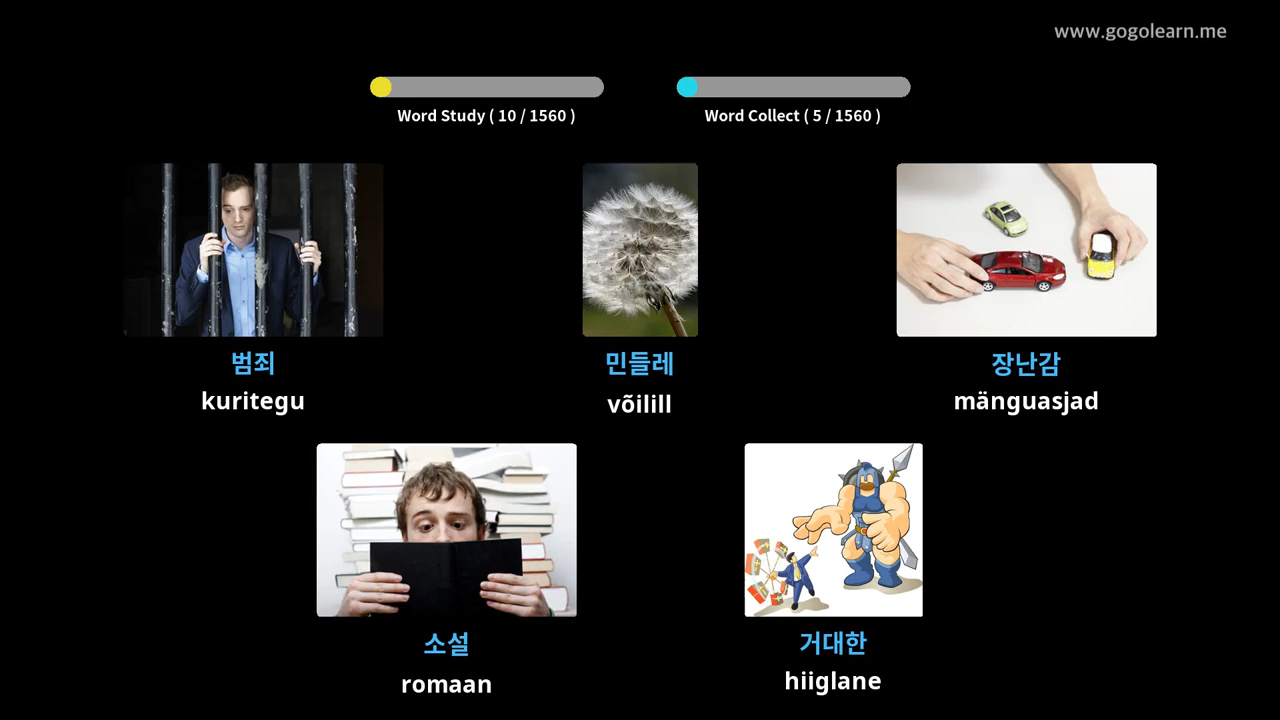 www.gogolearn.me
Word Study ( 10 / 1560 )
Word Collect ( 5 / 1560 )
범죄
kuritegu
민들레
võilill
장난감
mänguasjad
소설
romaan
거대한
hiiglane